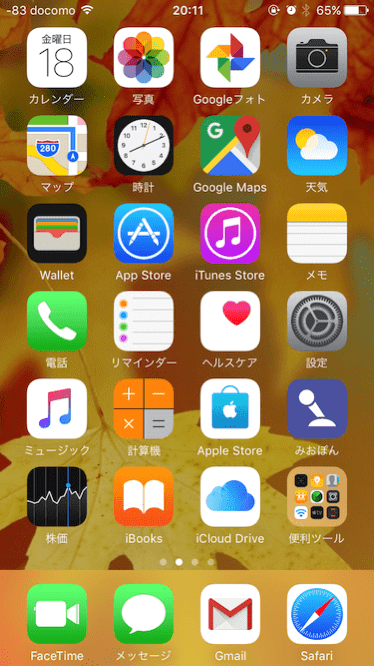 -83 docomo 20:11 65%
金曜日
18
カレンダー 写真 Googleフォト カメラ
280
G
マップ 時計 Google Maps 天気
Wallet App Store iTunes Store メモ
電話 リマインダー ヘルスケア 設定
ミュージック 計算機 Apple Store みおぽん
株価 iBooks iCloud Drive 便利ツール
FaceTime メッセージ Gmail Safari